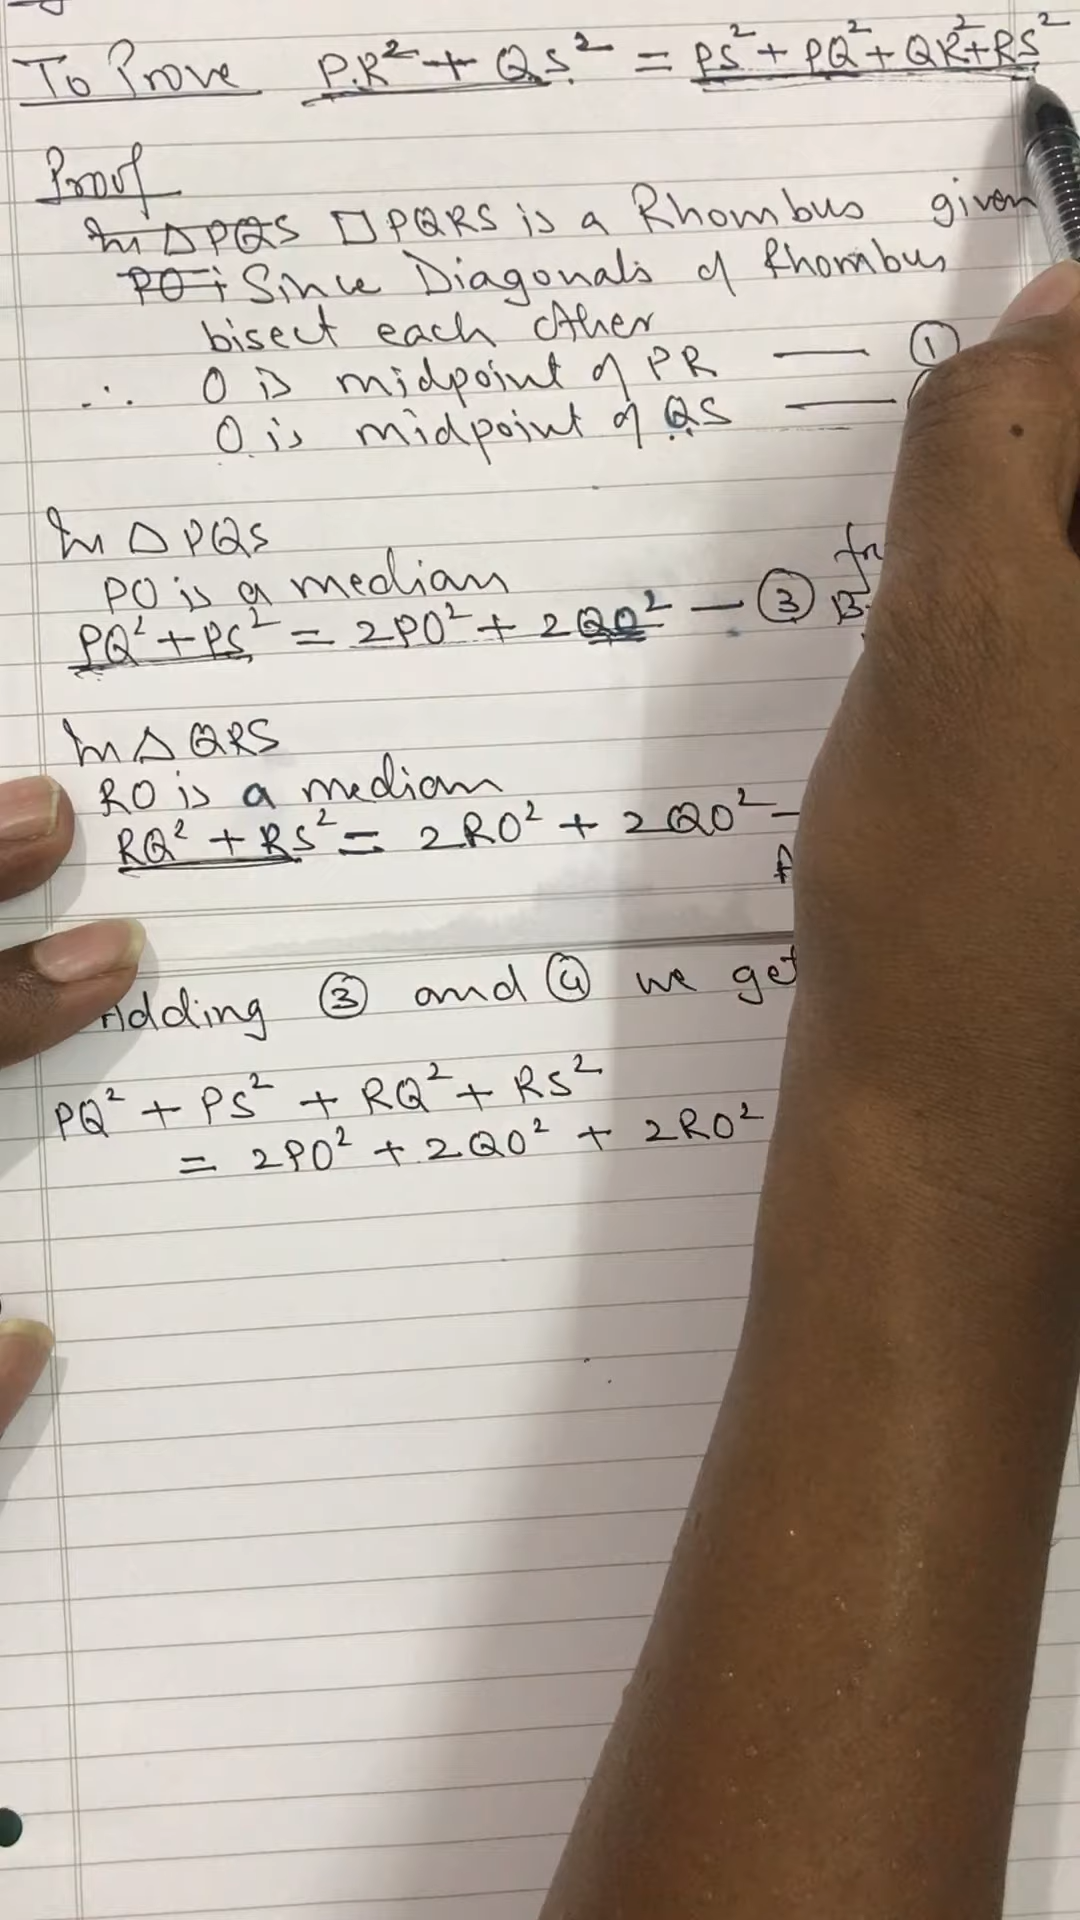 To Prove PR² + QS² = PS² + PQ² + QR² + RS²
Proof
In △PQS □PQRS is a Rhombus given
PO i Since Diagonals of Rhombus
bisect each other
∴ O is midpoint of PR — ①
O is midpoint of QS —
In △ PQS
PO is a median
PQ² + PS² = 2PO² + 2QO² — ③
In △ QRS
RO is a median
RQ² + RS² = 2RO² + 2QO² —
Adding ③ and ④ we get
PQ² + PS² + RQ² + RS²
= 2PO² + 2QO² + 2RO²